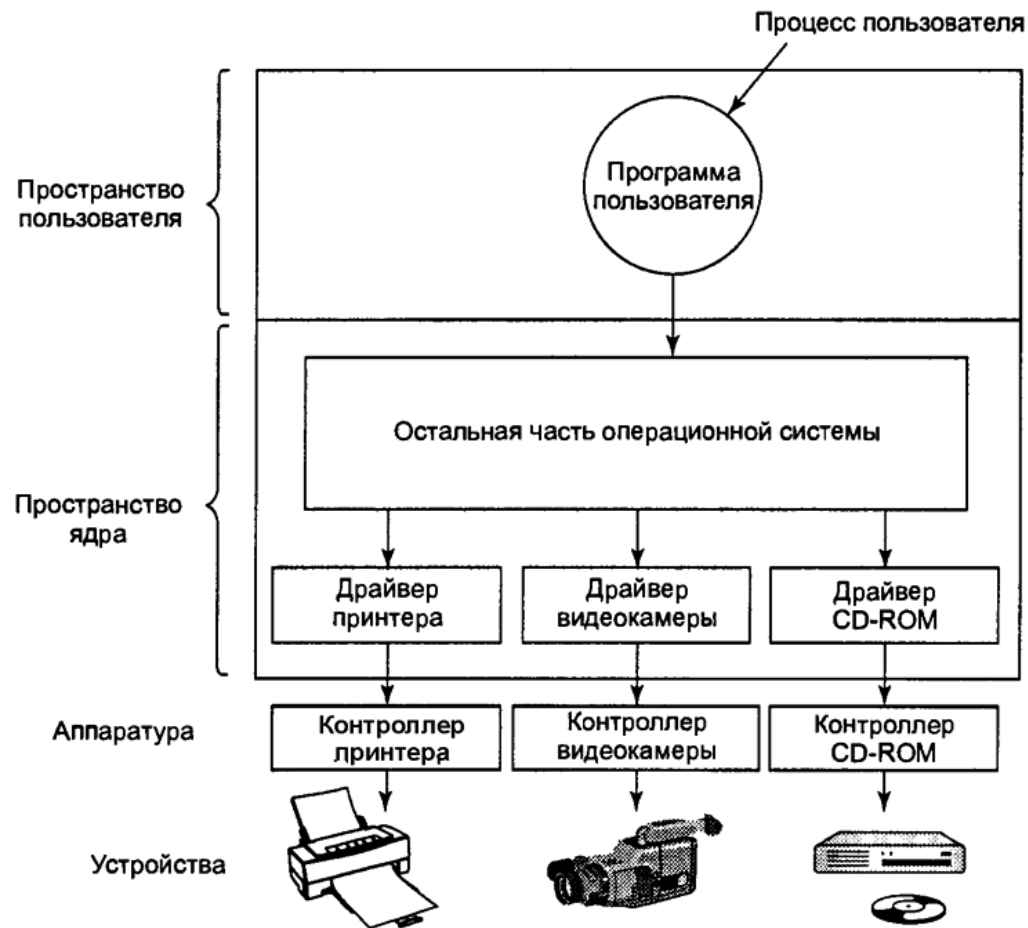 Процесс пользователя
Программа
пользователя
Пространство
пользователя
Остальная часть операционной системы
Пространство
ядра
Драйвер
принтера
Драйвер
видеокамеры
Драйвер
CD-ROM
Аппаратура
Контроллер
принтера
Контроллер
видеокамеры
Контроллер
CD-ROM
Устройства